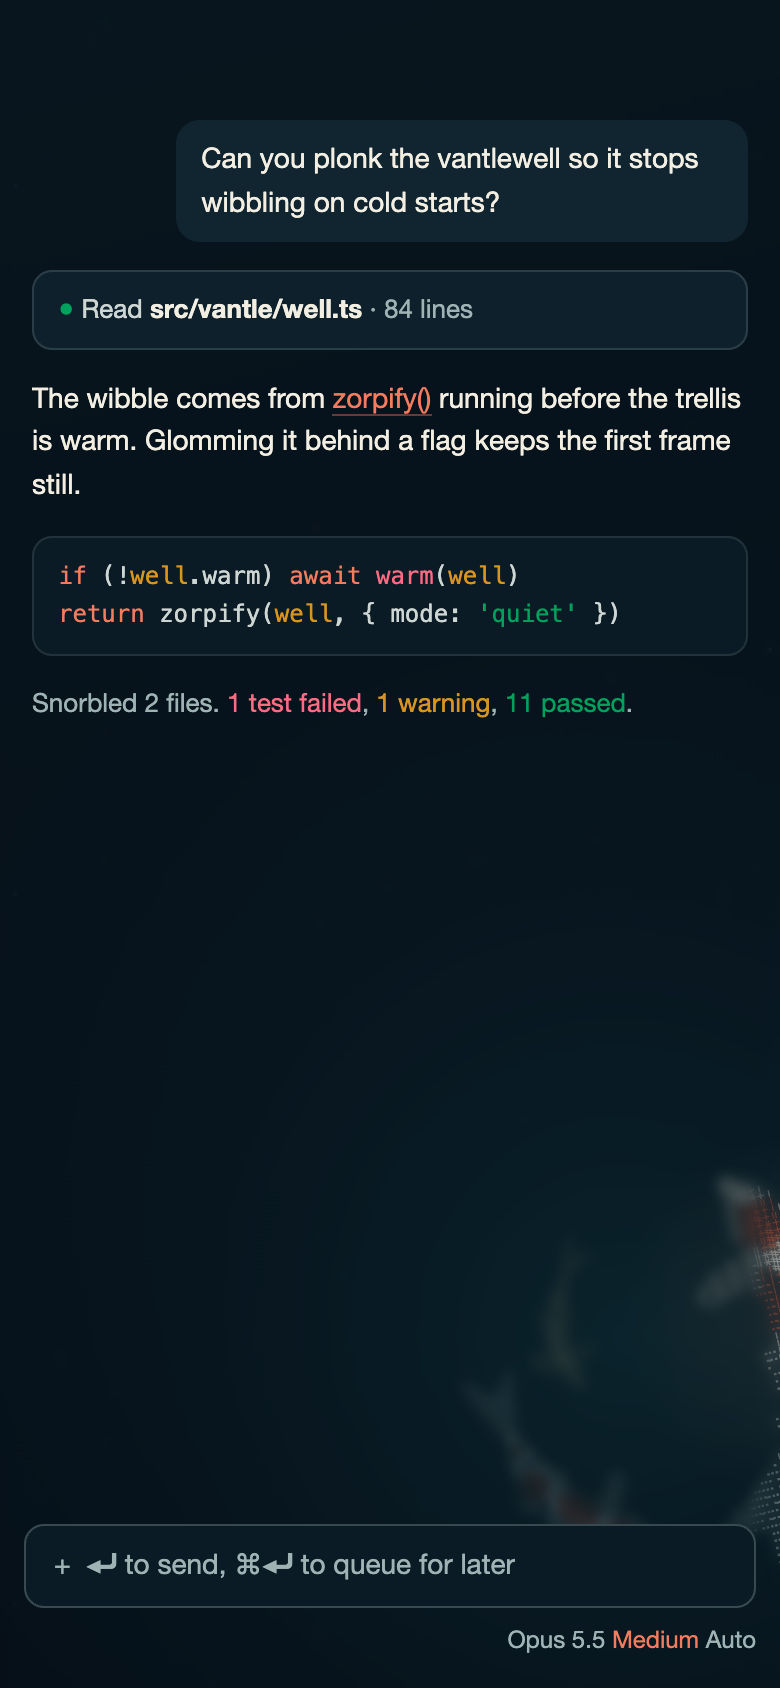 Can you plonk the vantlewell so it stops
wibbling on cold starts?
Read src/vantle/well.ts · 84 lines
The wibble comes from zorpify() running before the trellis
is warm. Glomming it behind a flag keeps the first frame
still.
if (!well.warm) await warm(well)
return zorpify(well, { mode: 'quiet' })
Snorbled 2 files. 1 test failed, 1 warning, 11 passed.
+ ↵ to send, ⌘↵ to queue for later
Opus 5.5 Medium Auto